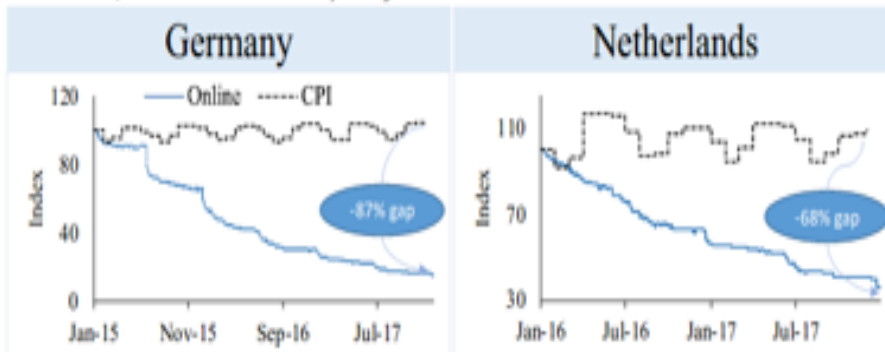 Germany
Netherlands
120
80
40
0
Index
Online
CPI
-87% gap
Jan-15
Nov-15
Sep-16
Jul-17
110
70
30
Index
-68% gap
Jan-16
Jul-16
Jan-17
Jul-17